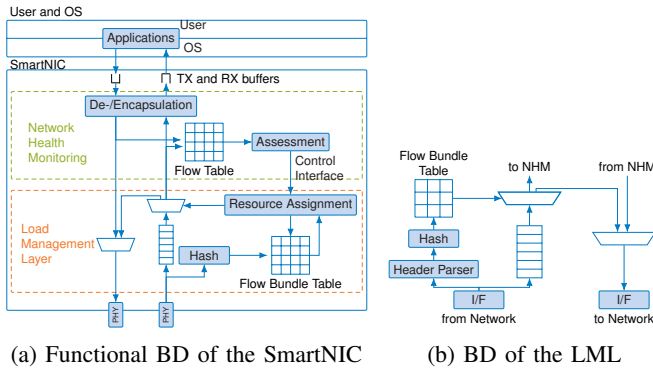 User and OS
User
Applications
OS
SmartNIC
TX and RX buffers
De-/Encapsulation
Network
Health
Monitoring
Assessment
Flow Table
Control
Interface
Resource Assignment
Load
Management
Layer
Hash
Flow Bundle Table
PHY
PHY
(a) Functional BD of the SmartNIC
Flow Bundle
Table
to NHM
from NHM
Hash
Header Parser
I/F
from Network
I/F
to Network
(b) BD of the LML